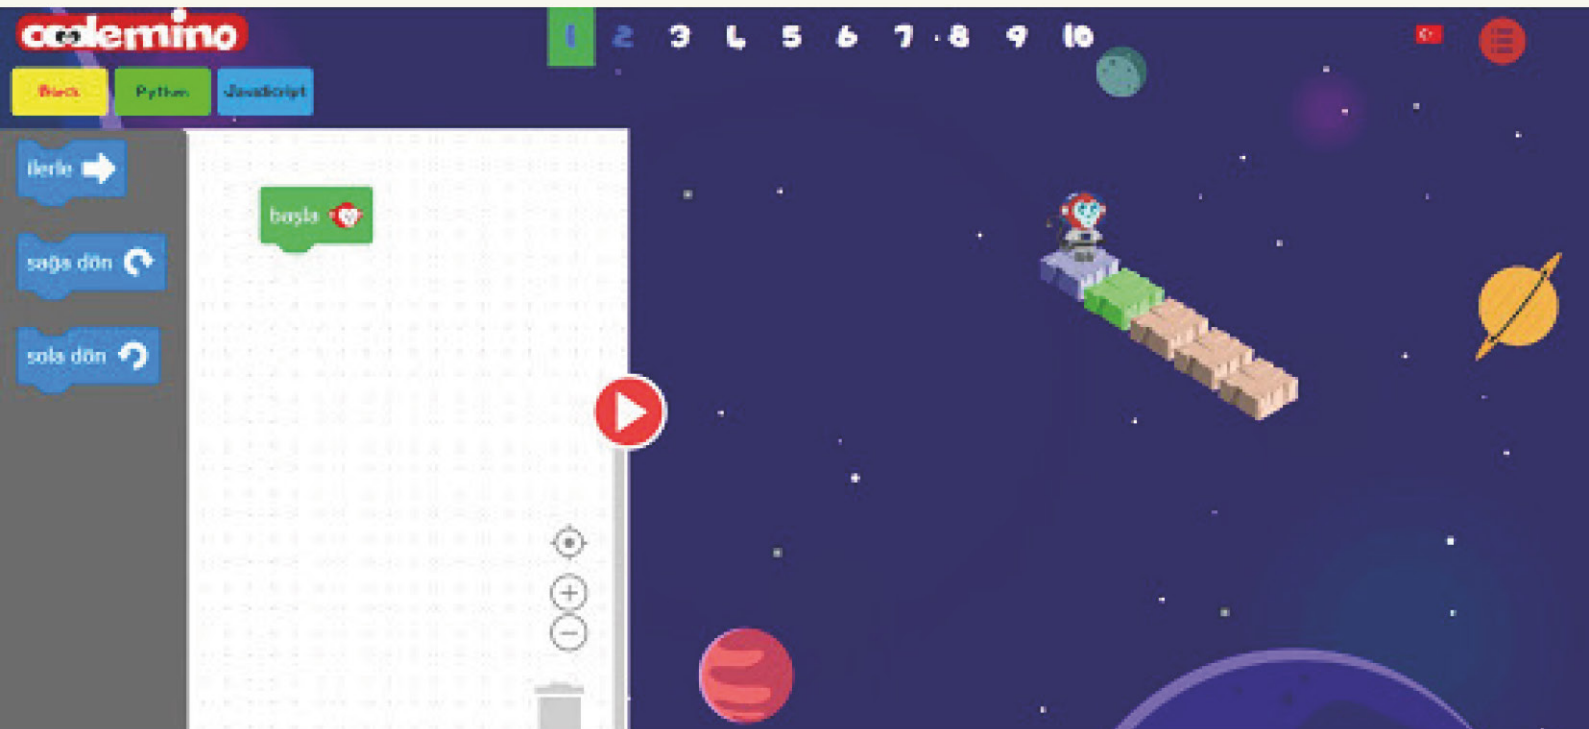 coolemino
1 2 3 4 5 6 7 . 8 9 10
Block Python JavaScript
ilerle
sağa dön
sola dön
başla